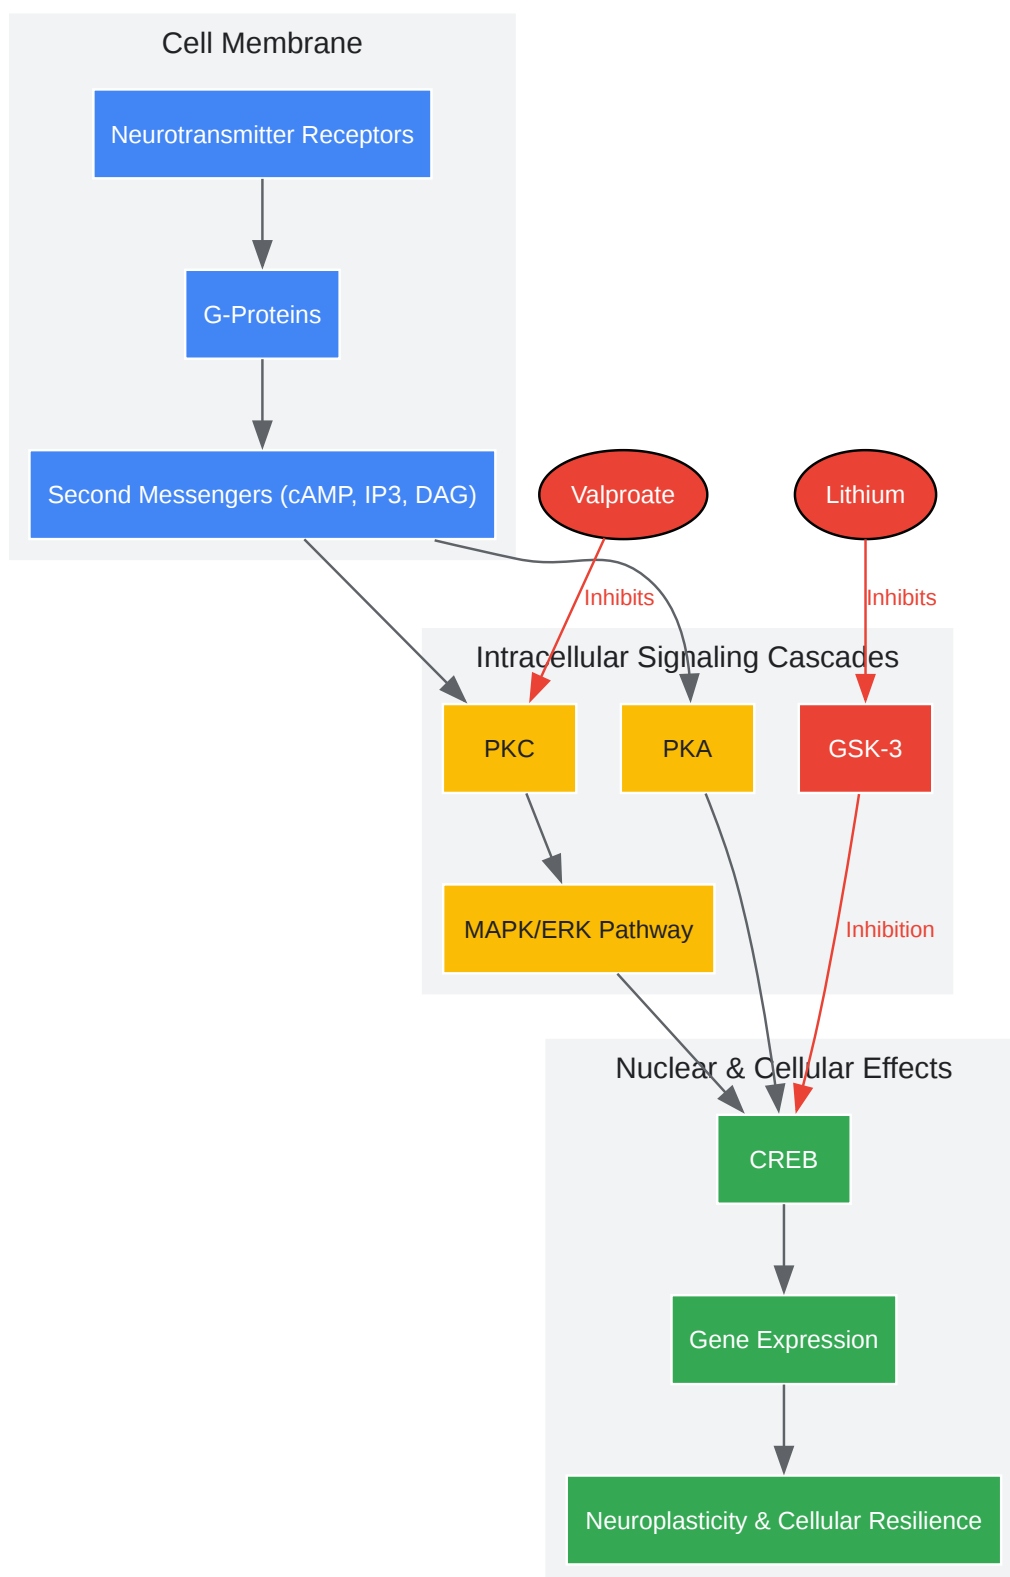 Cell Membrane
Neurotransmitter Receptors
G-Proteins
Second Messengers (cAMP, IP3, DAG)
Valproate
Lithium
Inhibits
Inhibits
Intracellular Signaling Cascades
PKC
PKA
GSK-3
MAPK/ERK Pathway
Inhibition
Nuclear & Cellular Effects
CREB
Gene Expression
Neuroplasticity & Cellular Resilience